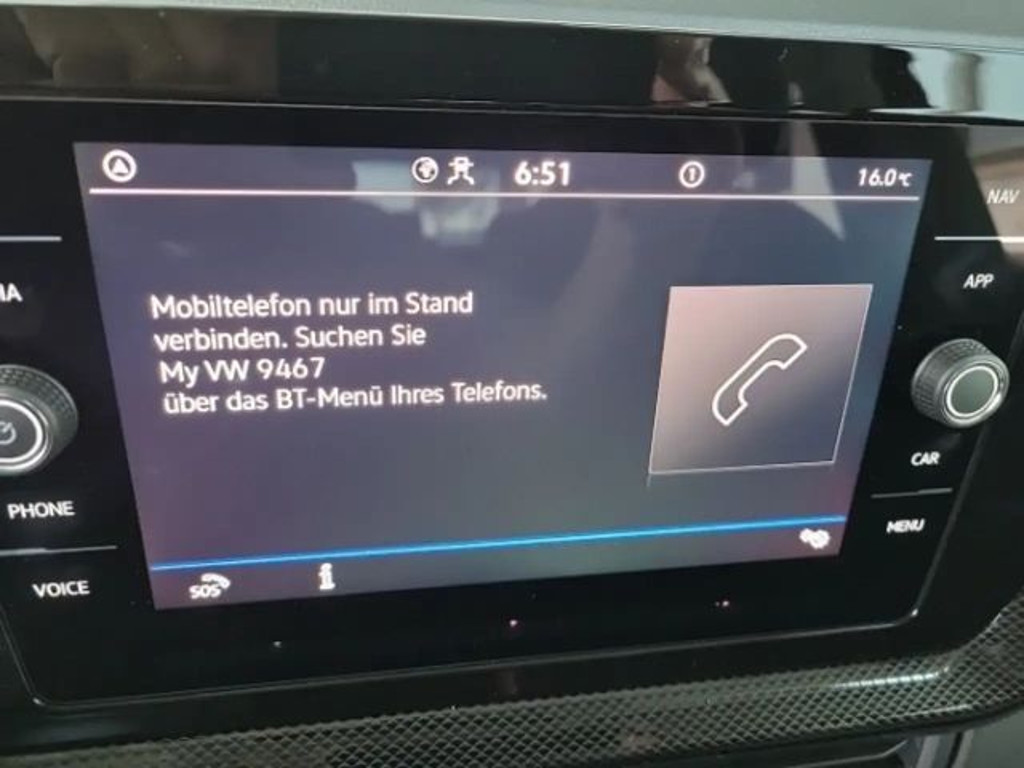 6:51
16.0°C
NAV
IA
APP
Mobiltelefon nur im Stand
verbinden. Suchen Sie
My VW 9467
über das BT-Menü Ihres Telefons.
CAR
PHONE
MENU
VOICE
SOS